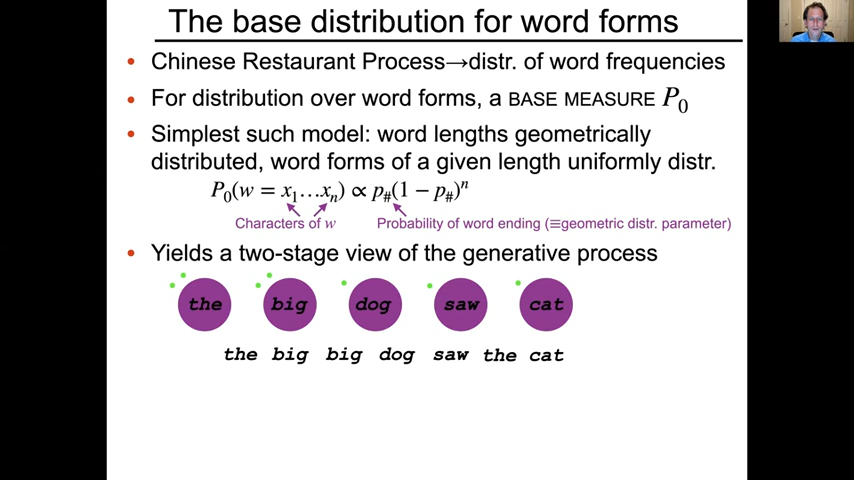 The base distribution for word forms
• Chinese Restaurant Process→distr. of word frequencies
• For distribution over word forms, a BASE MEASURE P₀
• Simplest such model: word lengths geometrically
distributed, word forms of a given length uniformly distr.
P₀(w = x₁…xₙ) ∝ p#(1 − p#)ⁿ
Characters of w Probability of word ending (≡geometric distr. parameter)
• Yields a two-stage view of the generative process
the big dog saw cat
the big big dog saw the cat